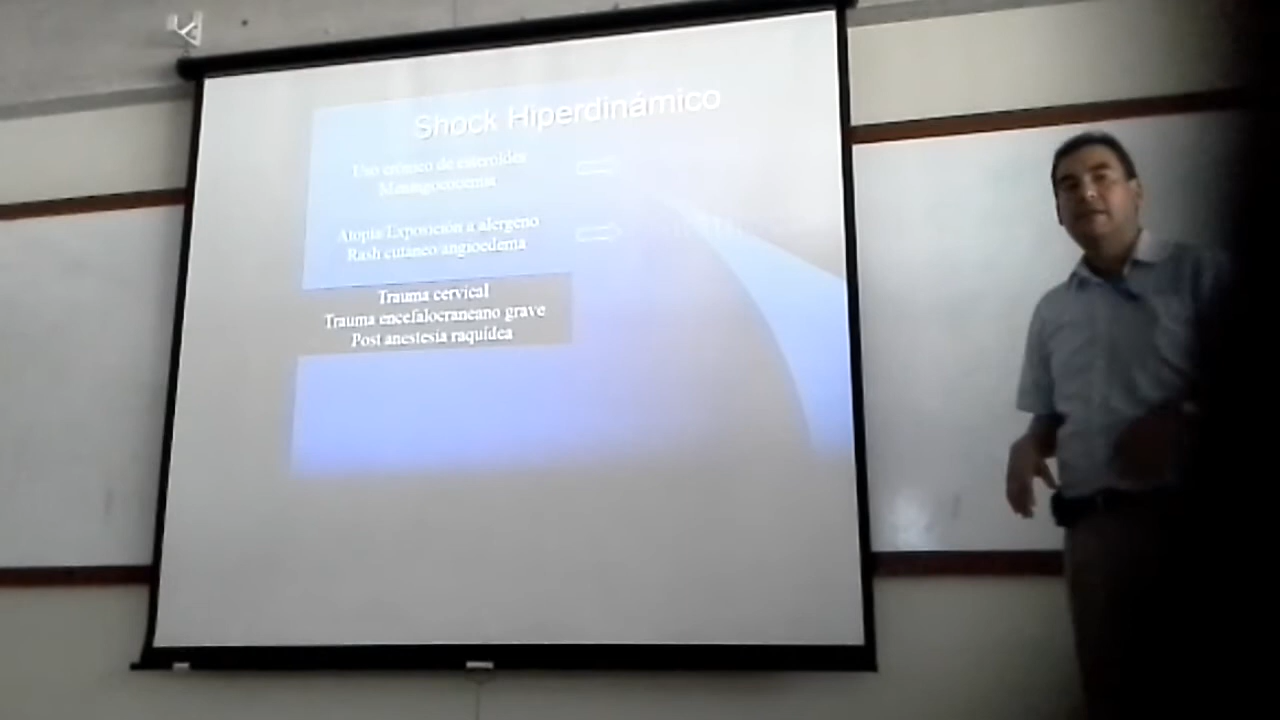 Shock Hiperdinámico
Uso crónico de esteroides
Meningococcemia
Atopia/Exposición a alergeno
Rash cutáneo/angioedema
Trauma cervical
Trauma encefalocraneano grave
Post anestesia raquídea